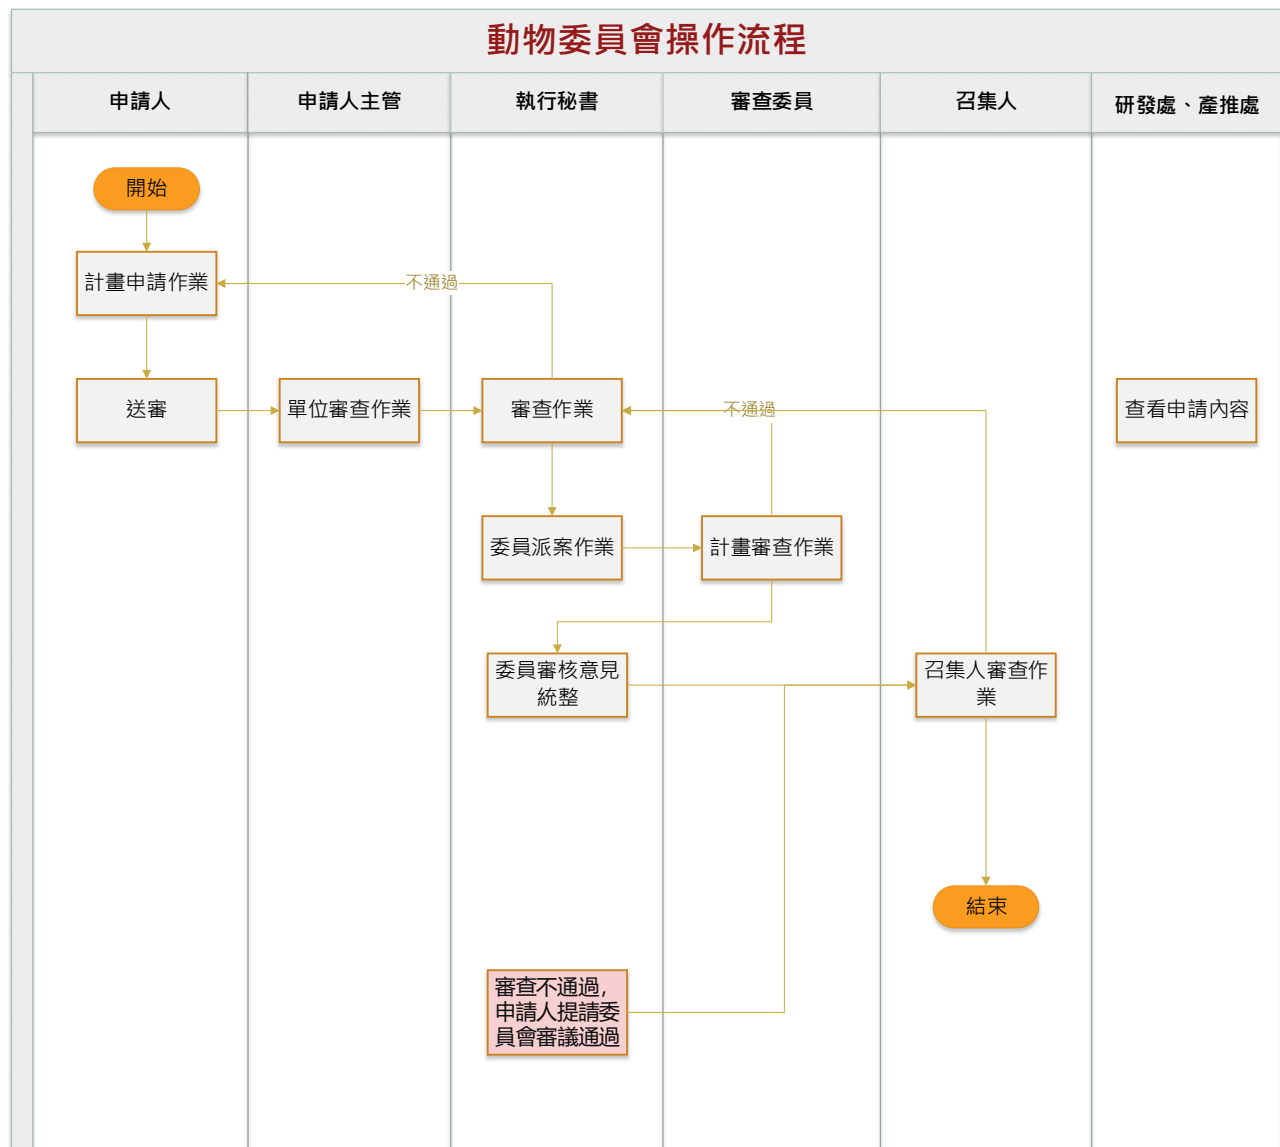 動物委員會操作流程
申請人
申請人主管
執行秘書
審查委員
召集人
研發處、產推處
開始
計畫申請作業
不通過
送審
單位審查作業
審查作業
不通過
查看申請內容
委員派案作業
計畫審查作業
委員審核意見
統整
召集人審查作
業
結束
審查不通過,
申請人提請委
員會審議通過